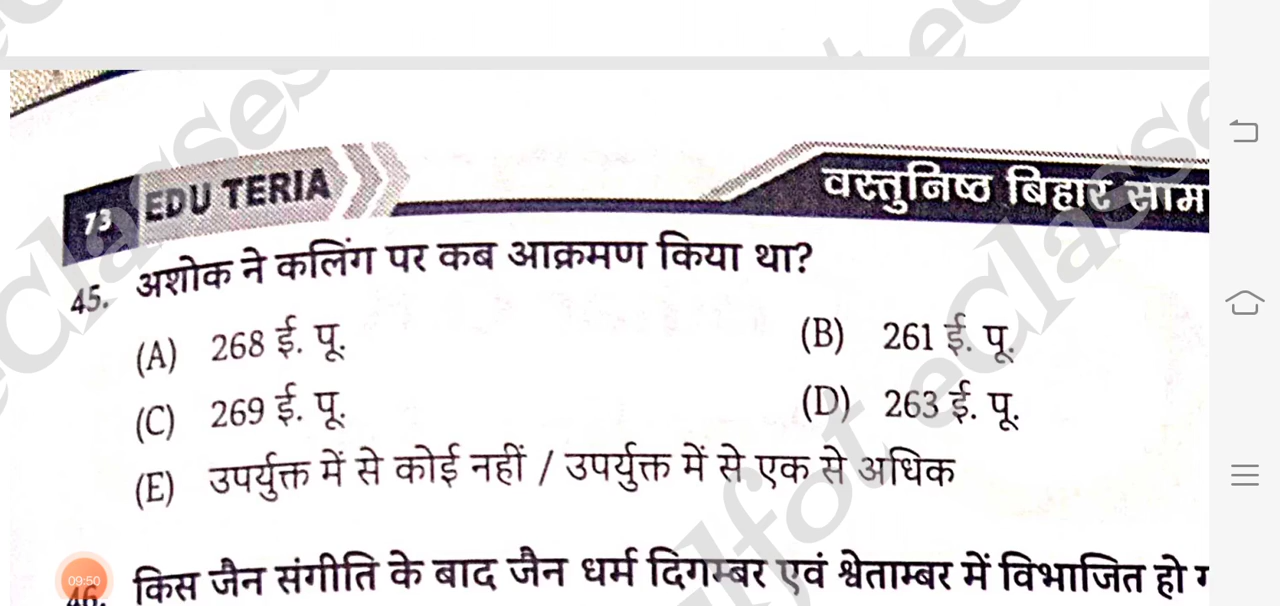 73 EDU TERIA
वस्तुनिष्ठ बिहार साम
45. अशोक ने कलिंग पर कब आक्रमण किया था?
(A) 268 ई. पू.
(B) 261 ई. पू.
(C) 269 ई. पू.
(D) 263 ई. पू.
(E) उपर्युक्त में से कोई नहीं / उपर्युक्त में से एक से अधिक
09:50
46. किस जैन संगीति के बाद जैन धर्म दिगम्बर एवं श्वेताम्बर में विभाजित हो